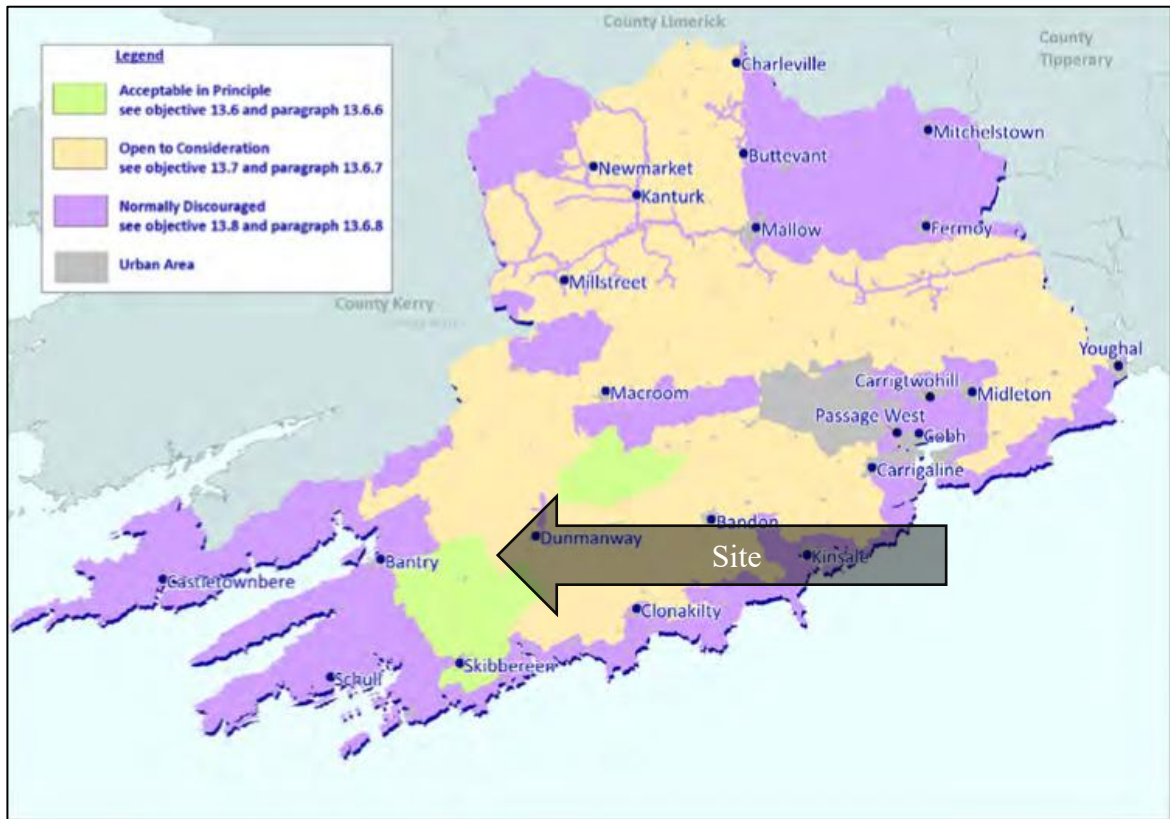 County Limerick
County
Tipperary
Legend
Acceptable in Principle
see objective 13.6 and paragraph 13.6.6
Open to Consideration
see objective 13.7 and paragraph 13.6.7
Normally Discouraged
see objective 13.8 and paragraph 13.6.8
Urban Area
Charleville
Mitchelstown
Buttevant
Newmarket
Kanturk
Mallow
Fermoy
Millstreet
County Kerry
Youghal
Macroom
Carrigtwohill
Midleton
Passage West
Cobh
Carrigaline
Bandon
Dunmanway
Site
Kinsale
Bantry
Castletownbere
Clonakilty
Skibbereen
Schull